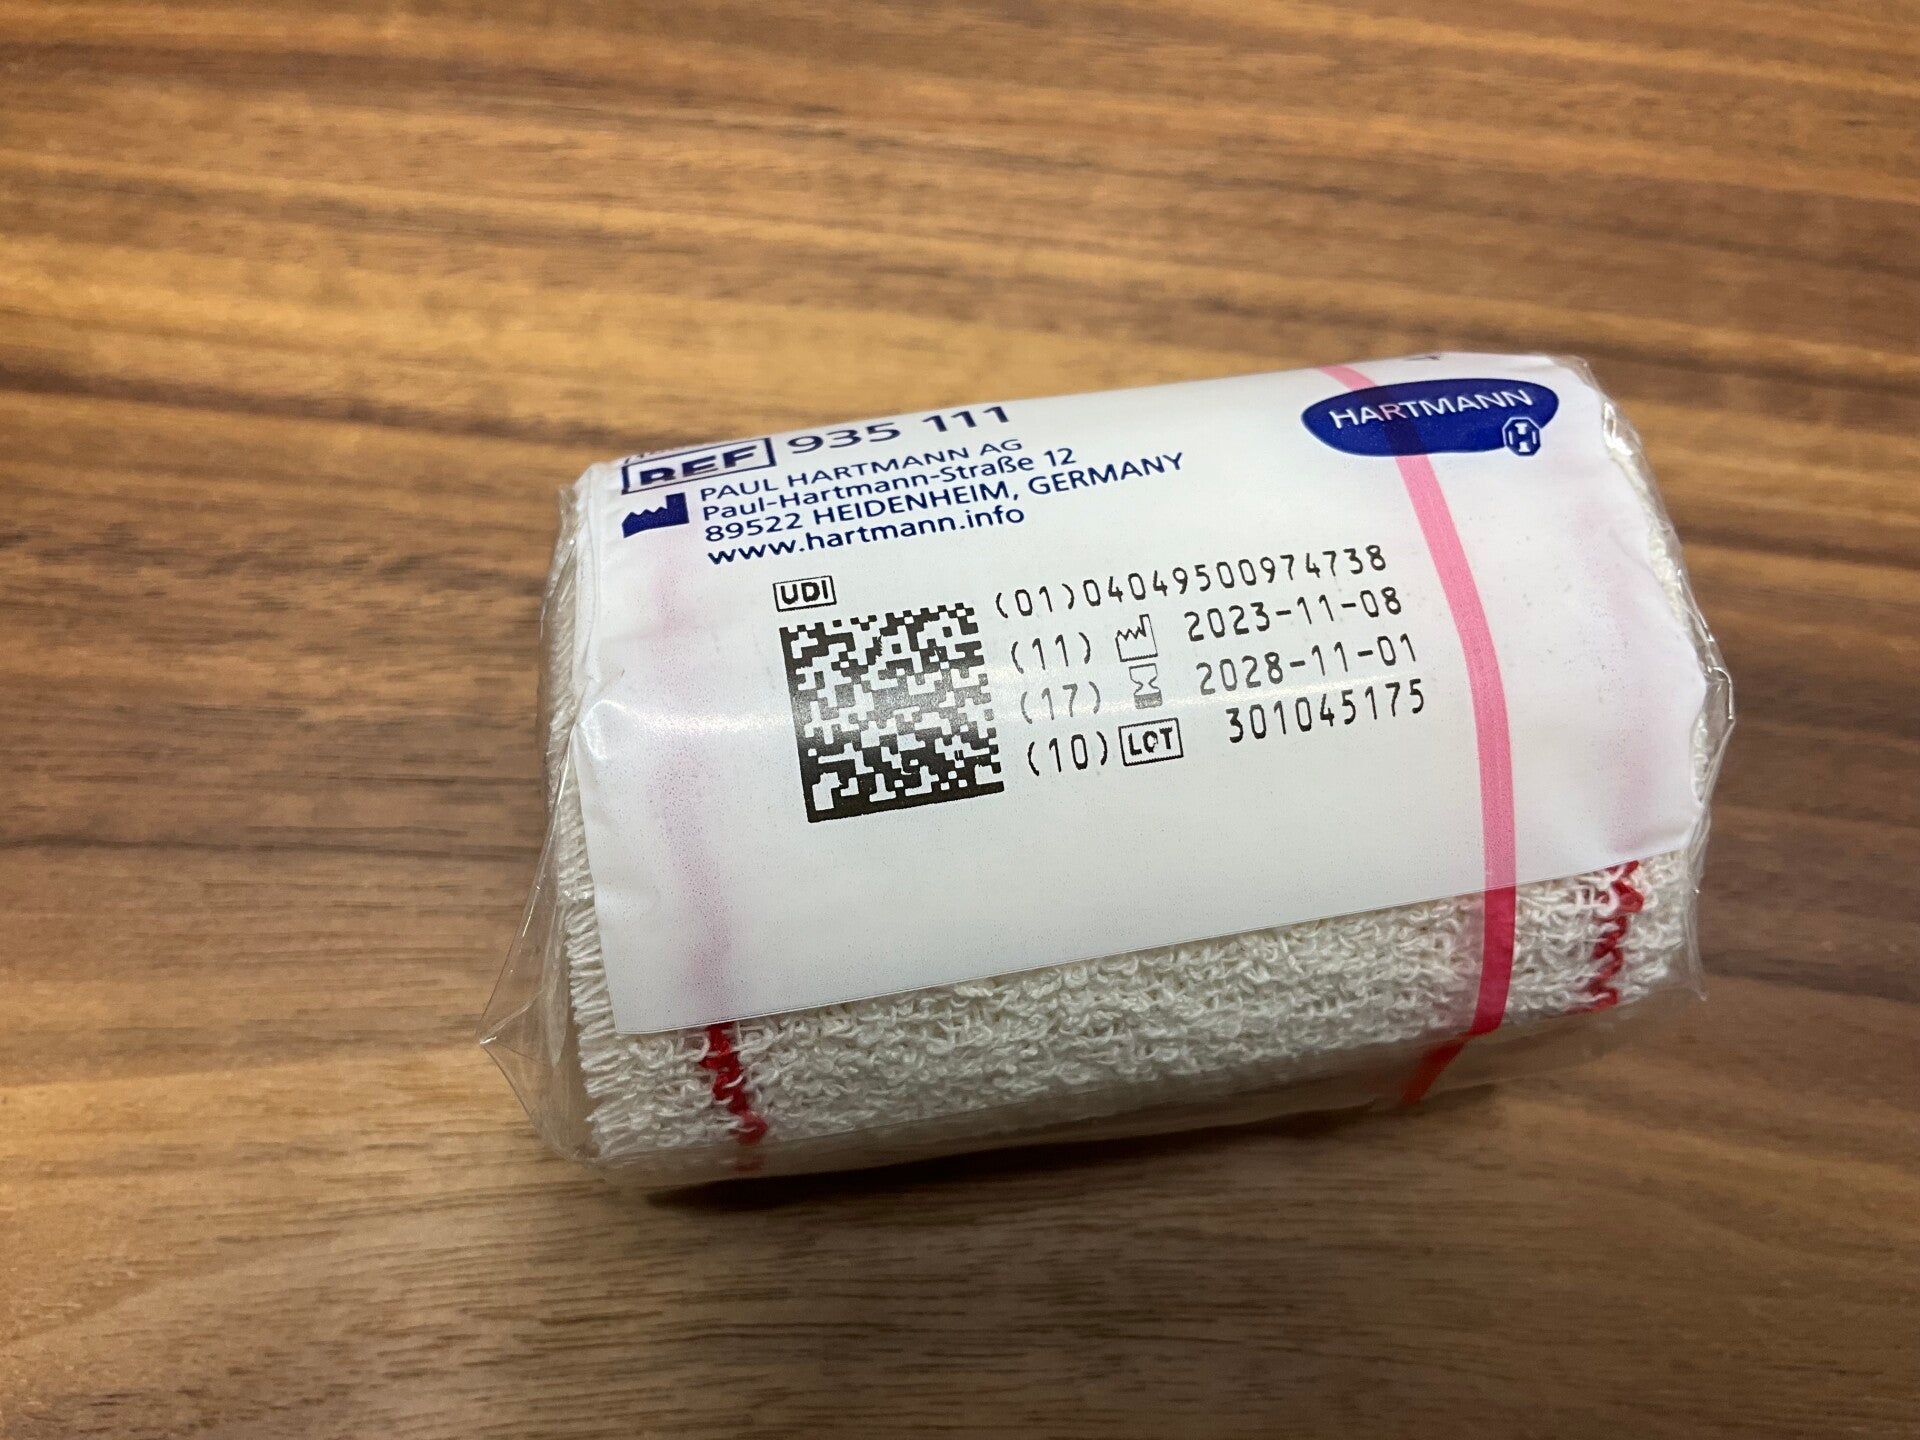 REF 935 111
HARTMANN
PAUL HARTMANN AG
Paul-Hartmann-Straße 12
89522 HEIDENHEIM, GERMANY
www.hartmann.info
UDI
(01)04049500974738
(11) 2023-11-08
(17) 2028-11-01
(10) LOT 301045175